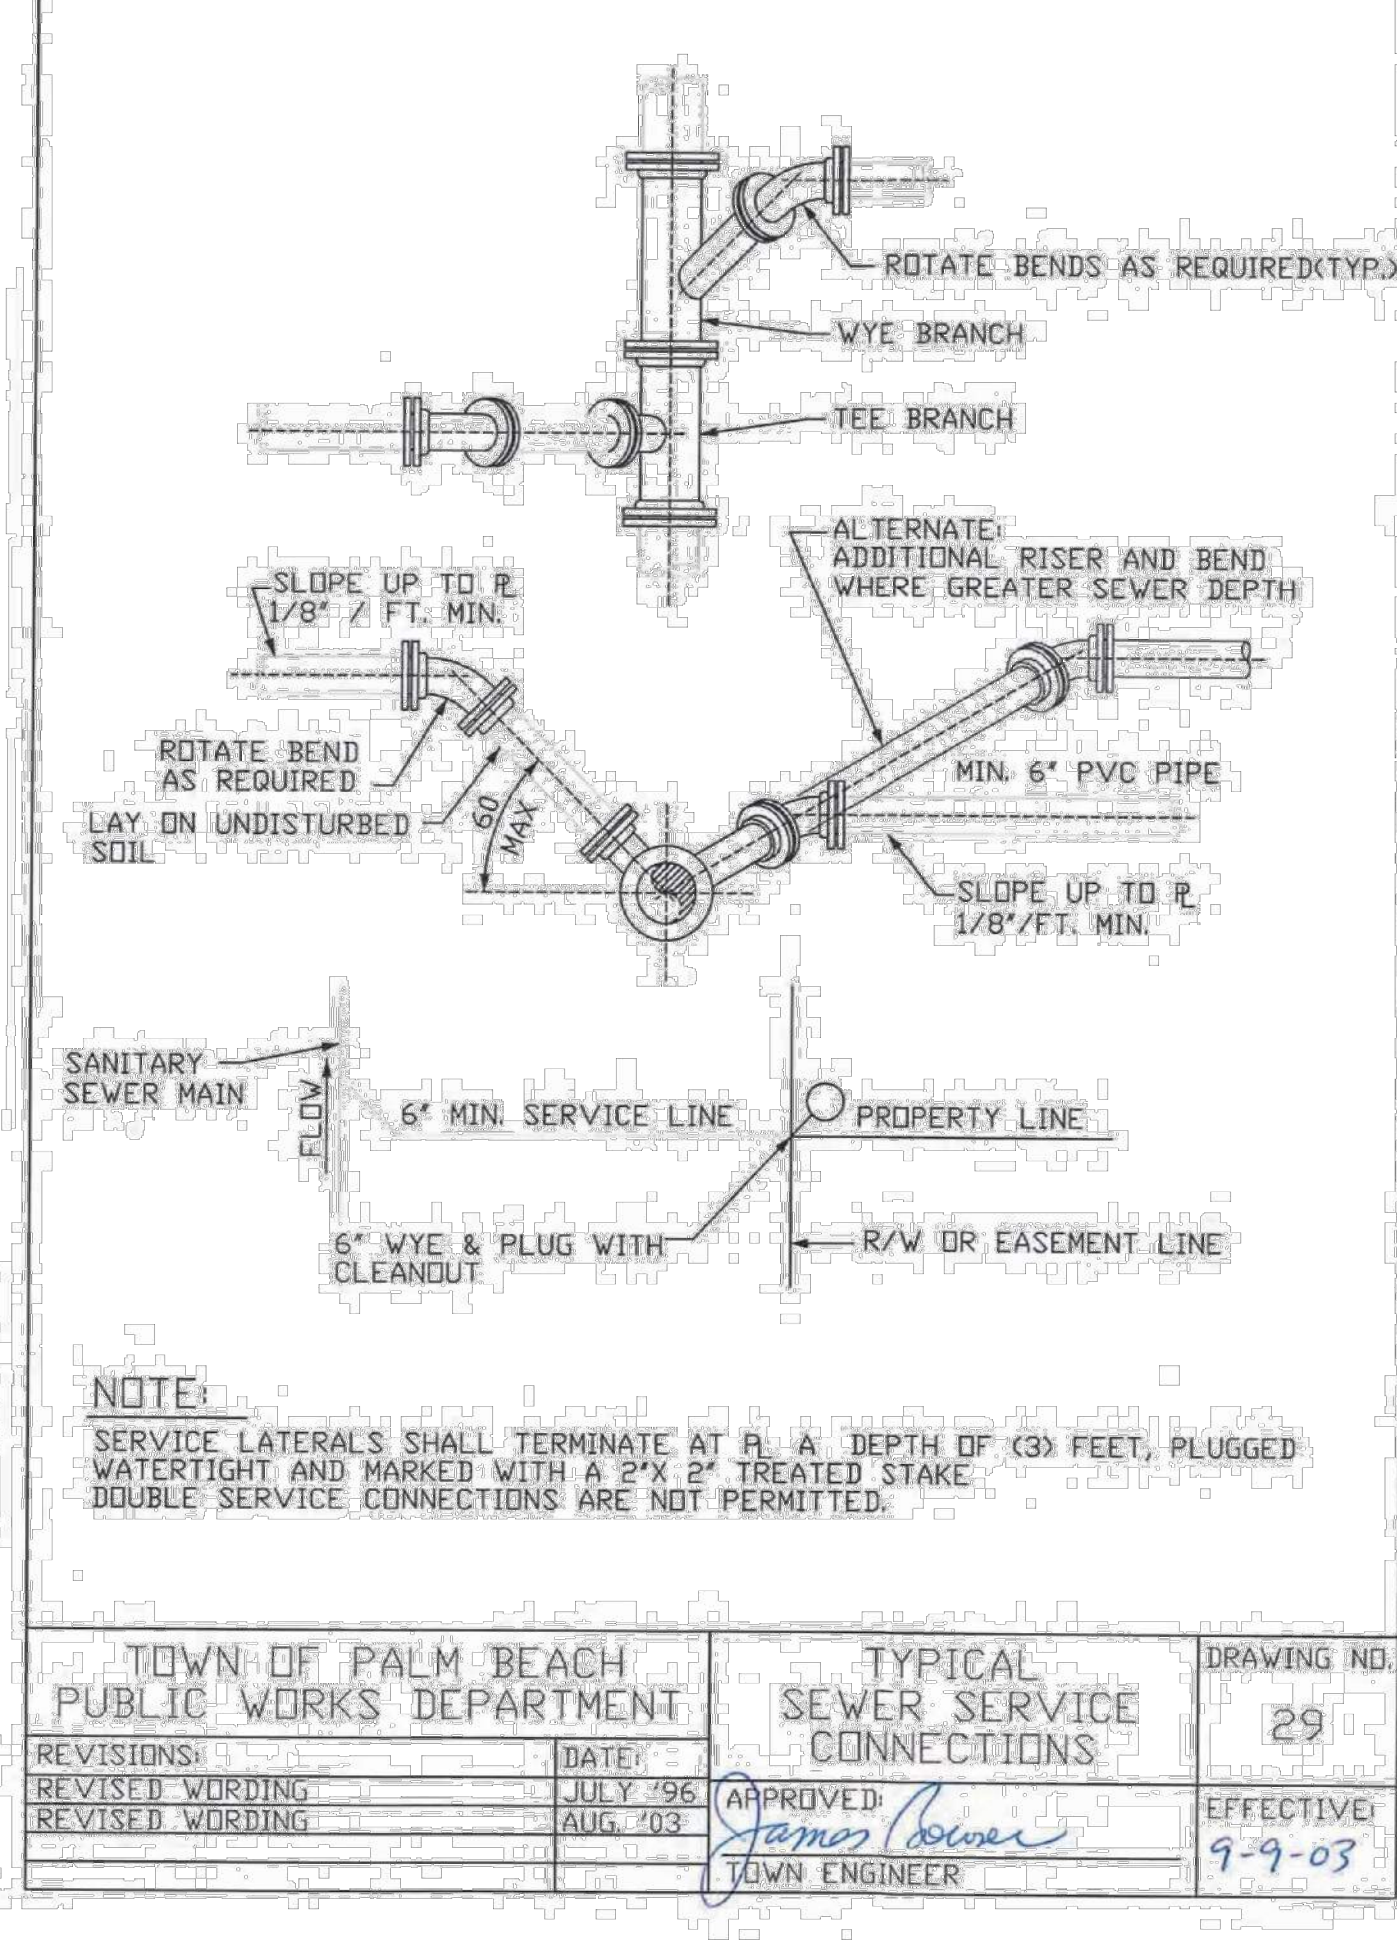 ROTATE BENDS AS REQUIRED(TYP.)
WYE BRANCH
TEE BRANCH
ALTERNATE:
ADDITIONAL RISER AND BEND
WHERE GREATER SEWER DEPTH
SLOPE UP TO PL
1/8" / FT. MIN.
ROTATE BEND
AS REQUIRED
LAY ON UNDISTURBED
SOIL
60
MAX
MIN. 6" PVC PIPE
SLOPE UP TO PL
1/8"/FT. MIN.
SANITARY
SEWER MAIN
FLOW
6" MIN. SERVICE LINE
PROPERTY LINE
6" WYE & PLUG WITH
CLEANOUT
R/W OR EASEMENT LINE
NOTE:
SERVICE LATERALS SHALL TERMINATE AT PL A DEPTH OF (3) FEET, PLUGGED
WATERTIGHT AND MARKED WITH A 2"X 2" TREATED STAKE
DOUBLE SERVICE CONNECTIONS ARE NOT PERMITTED.
TOWN OF PALM BEACH
PUBLIC WORKS DEPARTMENT
REVISIONS: DATE:
REVISED WORDING JULY '96
REVISED WORDING AUG. '03
TYPICAL
SEWER SERVICE
CONNECTIONS
APPROVED:
James Bowser
TOWN ENGINEER
DRAWING NO.
29
EFFECTIVE:
9-9-03